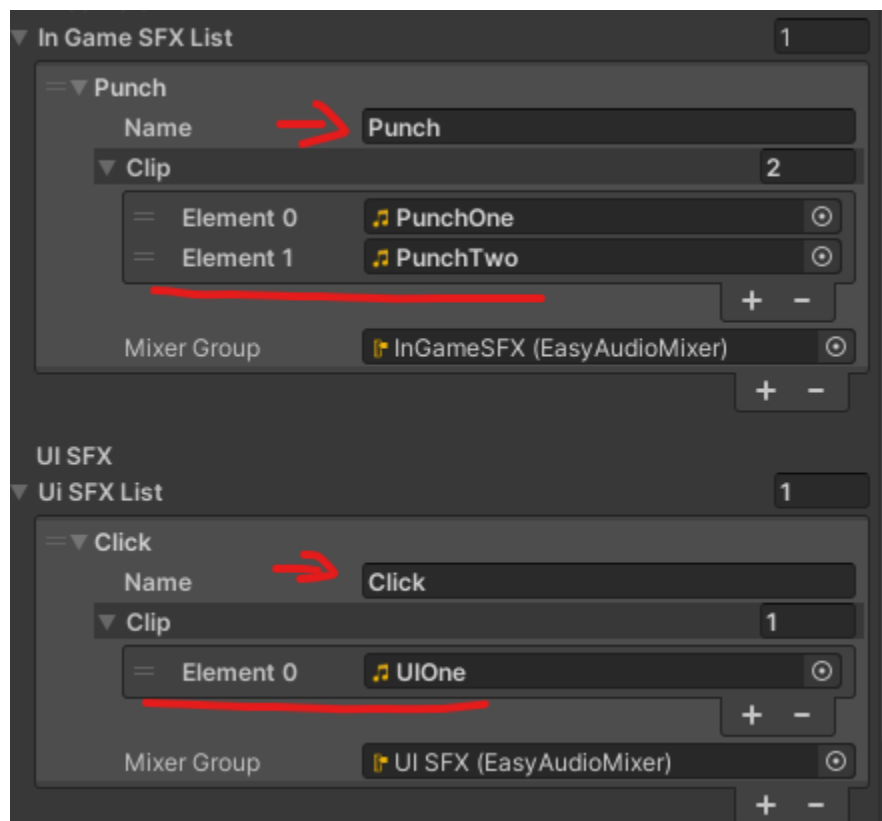 In Game SFX List 1
Punch
Name Punch
Clip 2
Element 0 PunchOne
Element 1 PunchTwo
+ -
Mixer Group InGameSFX (EasyAudioMixer)
+ -
UI SFX
Ui SFX List 1
Click
Name Click
Clip 1
Element 0 UIOne
+ -
Mixer Group UI SFX (EasyAudioMixer)
+ -